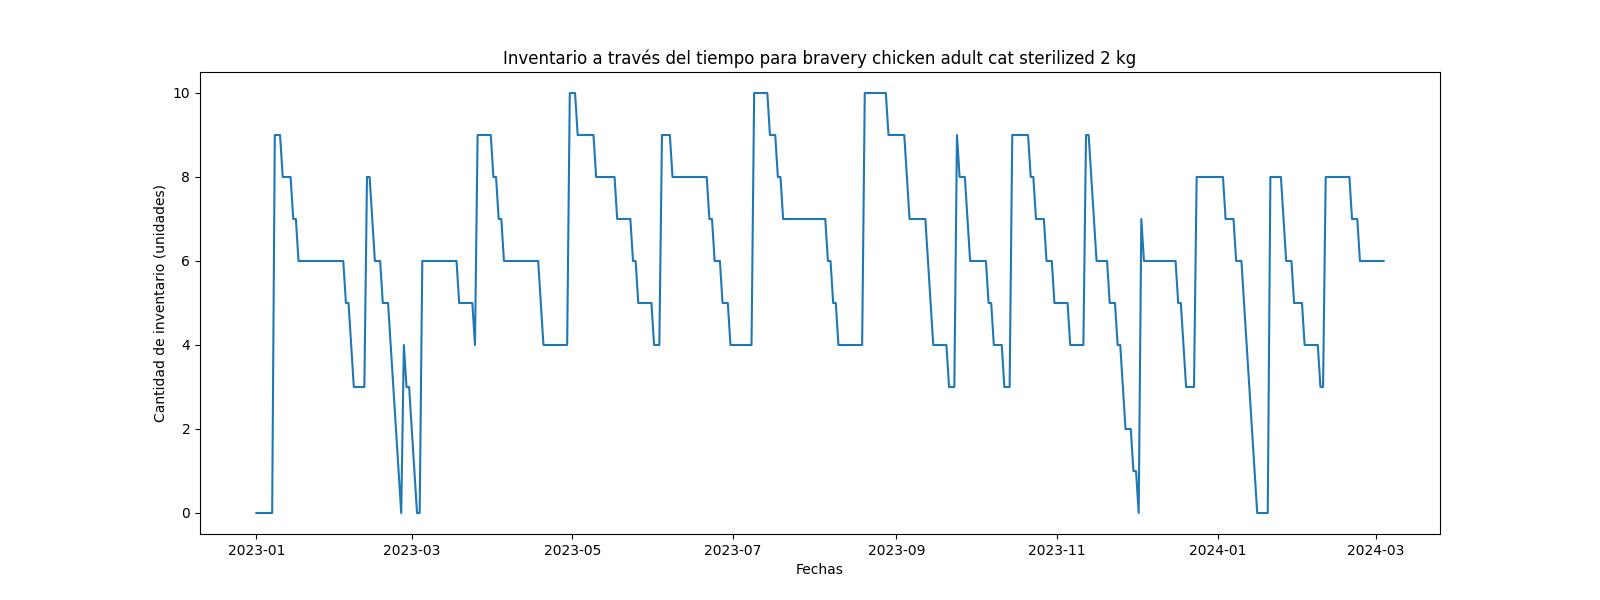 Inventario a través del tiempo para bravery chicken adult cat sterilized 2 kg
Cantidad de inventario (unidades)
10
8
6
4
2
0
2023-01 2023-03 2023-05 2023-07 2023-09 2023-11 2024-01 2024-03
Fechas